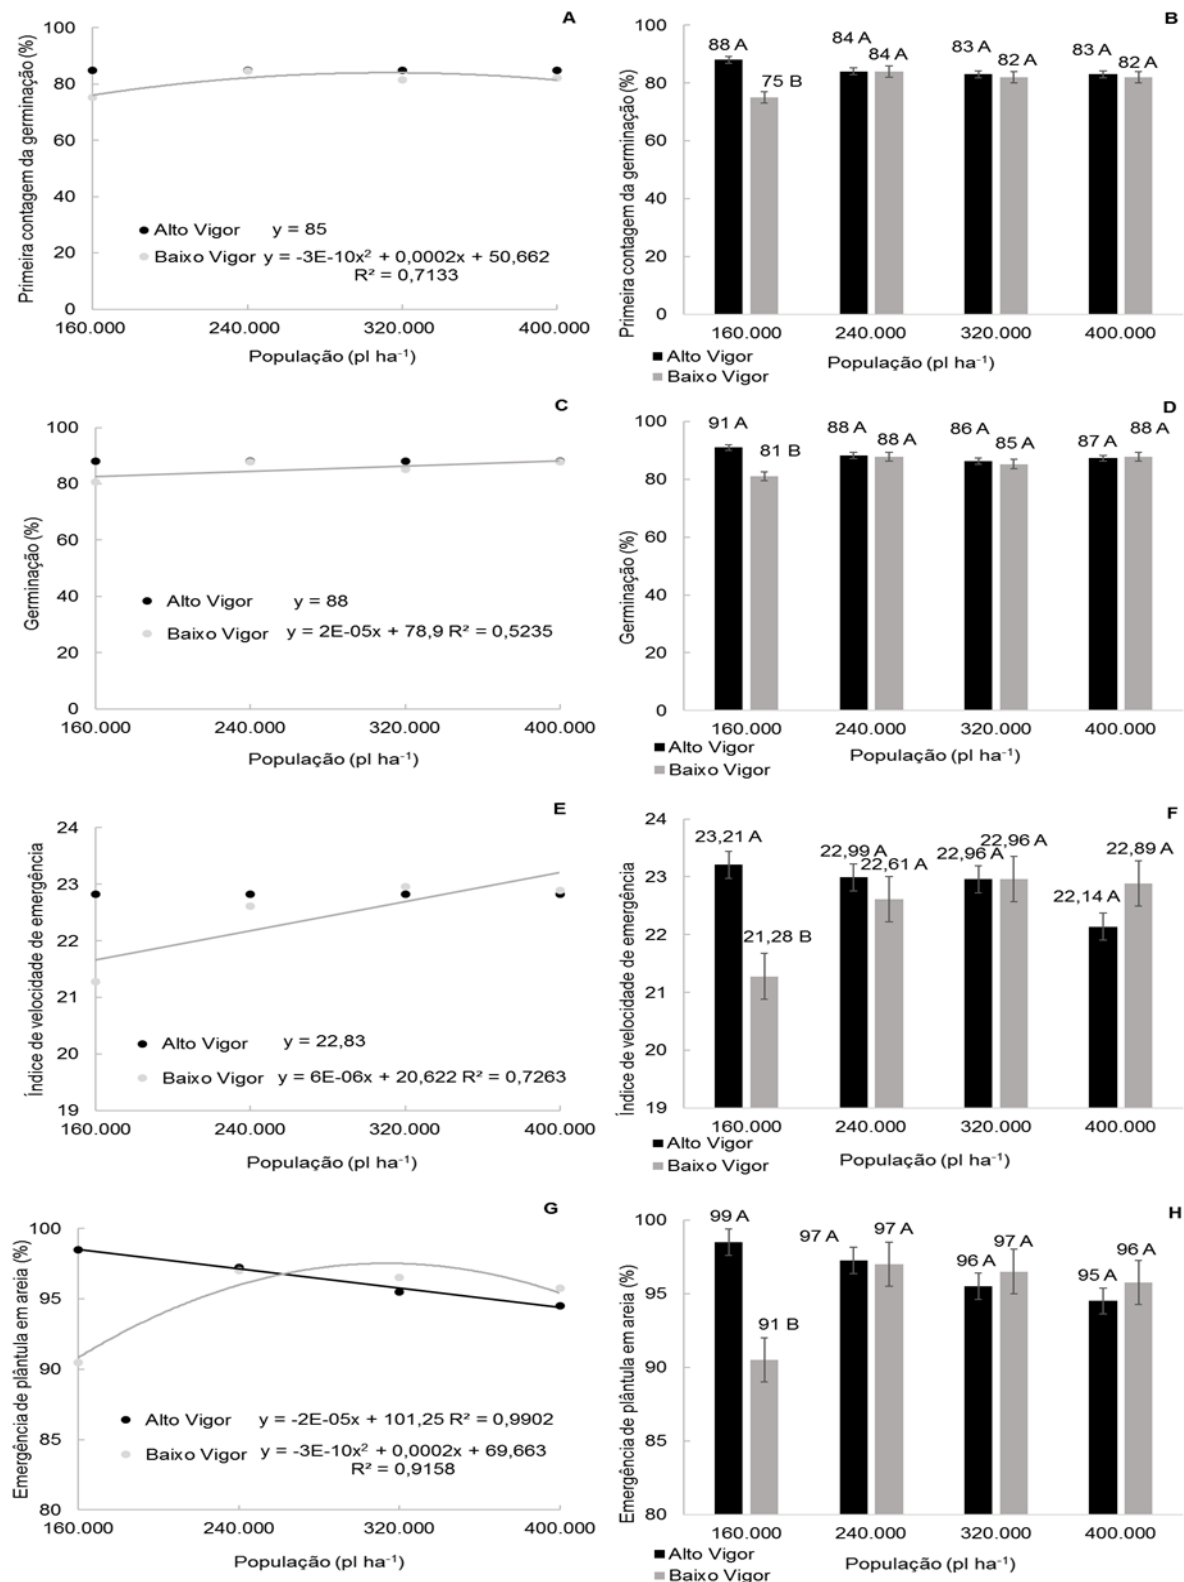 A
Primeira contagem da germinação (%)
100
80
60
40
20
0
Alto Vigor y = 85
Baixo Vigor y = -3E-10x² + 0,0002x + 50,662
R² = 0,7133
160.000 240.000 320.000 400.000
População (pl ha⁻¹)
B
Primeira contagem da germinação (%)
100
80
60
40
20
0
88 A 75 B 84 A 84 A 83 A 82 A 83 A 82 A
160.000 240.000 320.000 400.000
Alto Vigor
Baixo Vigor
População (pl ha⁻¹)
C
Germinação (%)
100
80
60
40
20
0
Alto Vigor y = 88
Baixo Vigor y = 2E-05x + 78,9 R² = 0,5235
160.000 240.000 320.000 400.000
População (pl ha⁻¹)
D
Germinação (%)
100
80
60
40
20
0
91 A 81 B 88 A 88 A 86 A 85 A 87 A 88 A
160.000 240.000 320.000 400.000
Alto Vigor
Baixo Vigor
População (pl ha⁻¹)
E
Índice de velocidade de emergência
24
23
22
21
20
19
Alto Vigor y = 22,83
Baixo Vigor y = 6E-06x + 20,622 R² = 0,7263
160.000 240.000 320.000 400.000
População (pl ha⁻¹)
F
Índice de velocidade de emergência
24
23
22
21
20
19
23,21 A 21,28 B 22,99 A 22,61 A 22,96 A 22,96 A 22,14 A 22,89 A
160.000 240.000 320.000 400.000
Alto Vigor
Baixo Vigor
População (pl ha⁻¹)
G
Emergência de plântula em areia (%)
100
95
90
85
80
Alto Vigor y = -2E-05x + 101,25 R² = 0,9902
Baixo Vigor y = -3E-10x² + 0,0002x + 69,663
R² = 0,9158
160.000 240.000 320.000 400.000
População (pl ha⁻¹)
H
Emergência de plântula em areia (%)
100
95
90
85
80
99 A 91 B 97 A 97 A 96 A 97 A 95 A 96 A
160.000 240.000 320.000 400.000
Alto Vigor
Baixo Vigor
População (pl ha⁻¹)